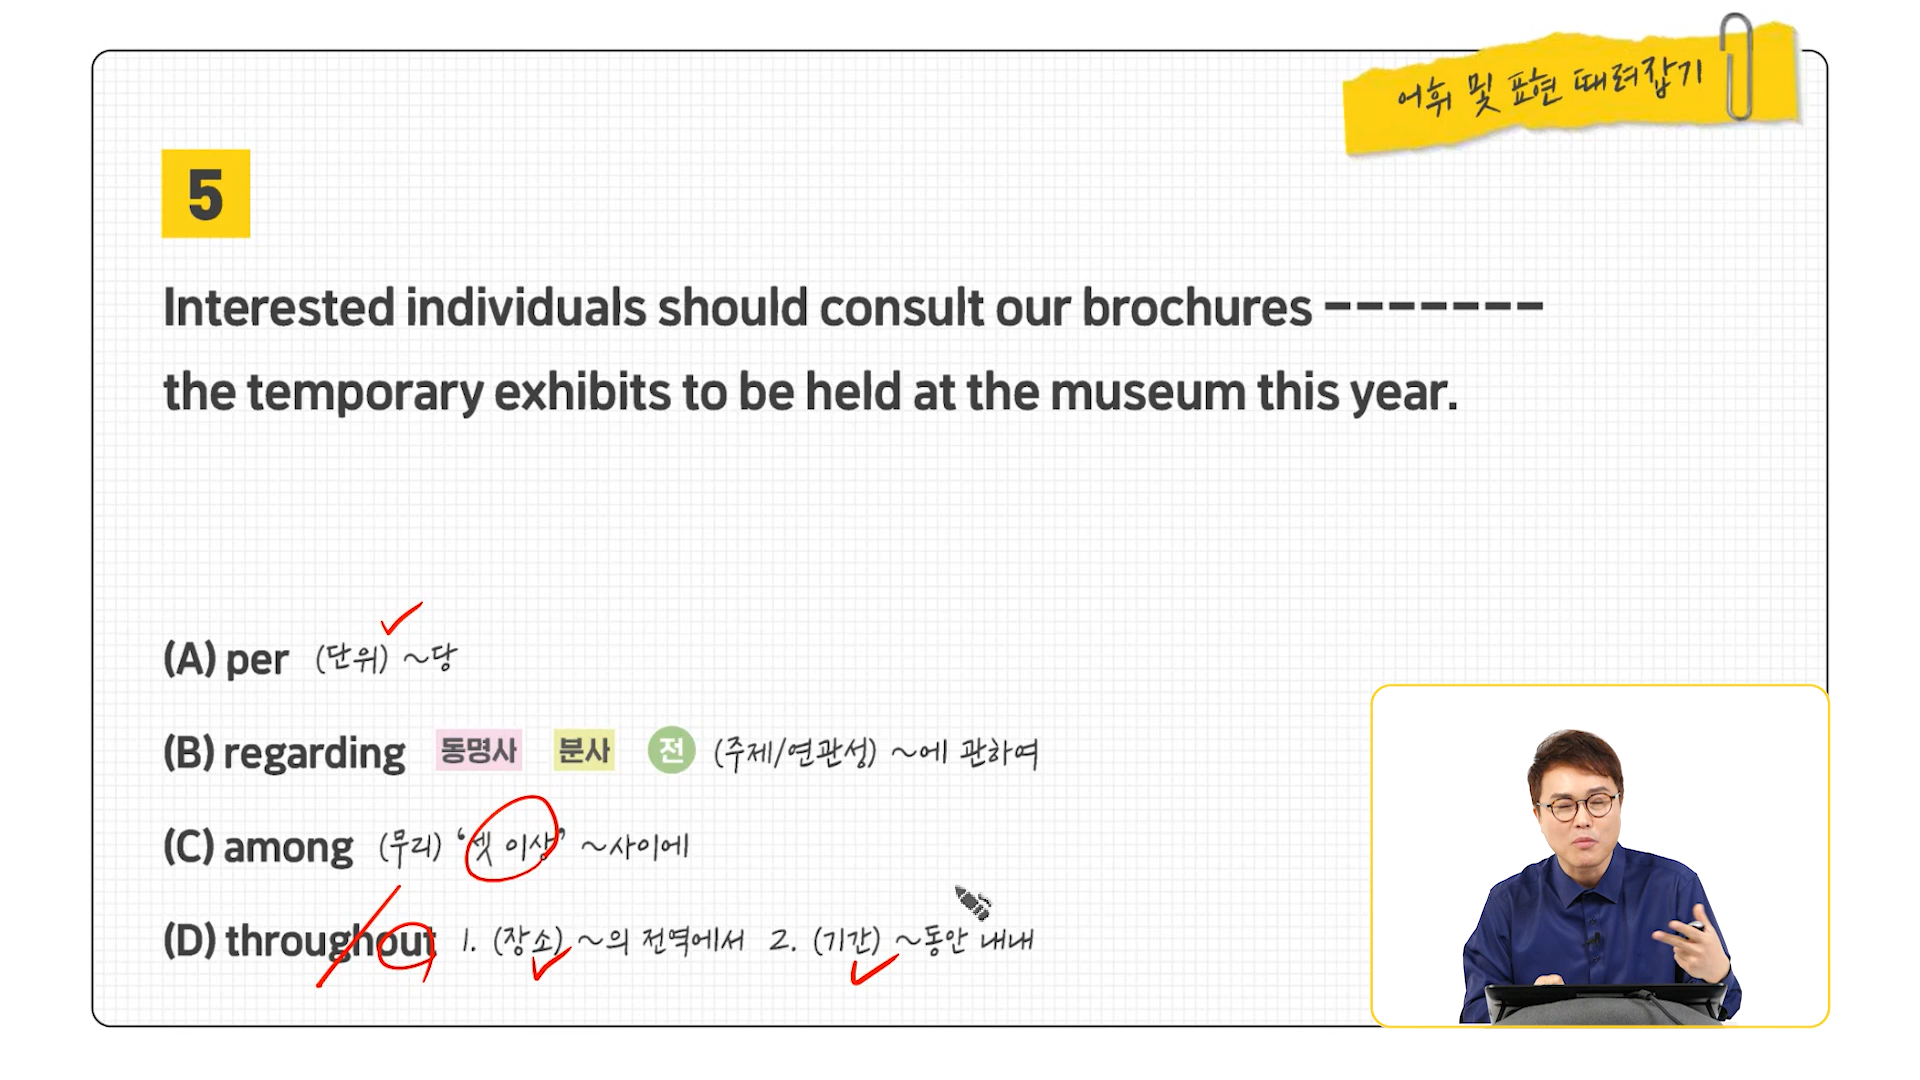 어휘 및 표현 때려잡기
5
Interested individuals should consult our brochures -------
the temporary exhibits to be held at the museum this year.
(A) per (단위) ~당
(B) regarding 동명사 분사 전 (주제/연관성) ~에 관하여
(C) among (무리) ‘셋 이상’ ~사이에
(D) throughout 1. (장소) ~의 전역에서 2. (기간) ~동안 내내